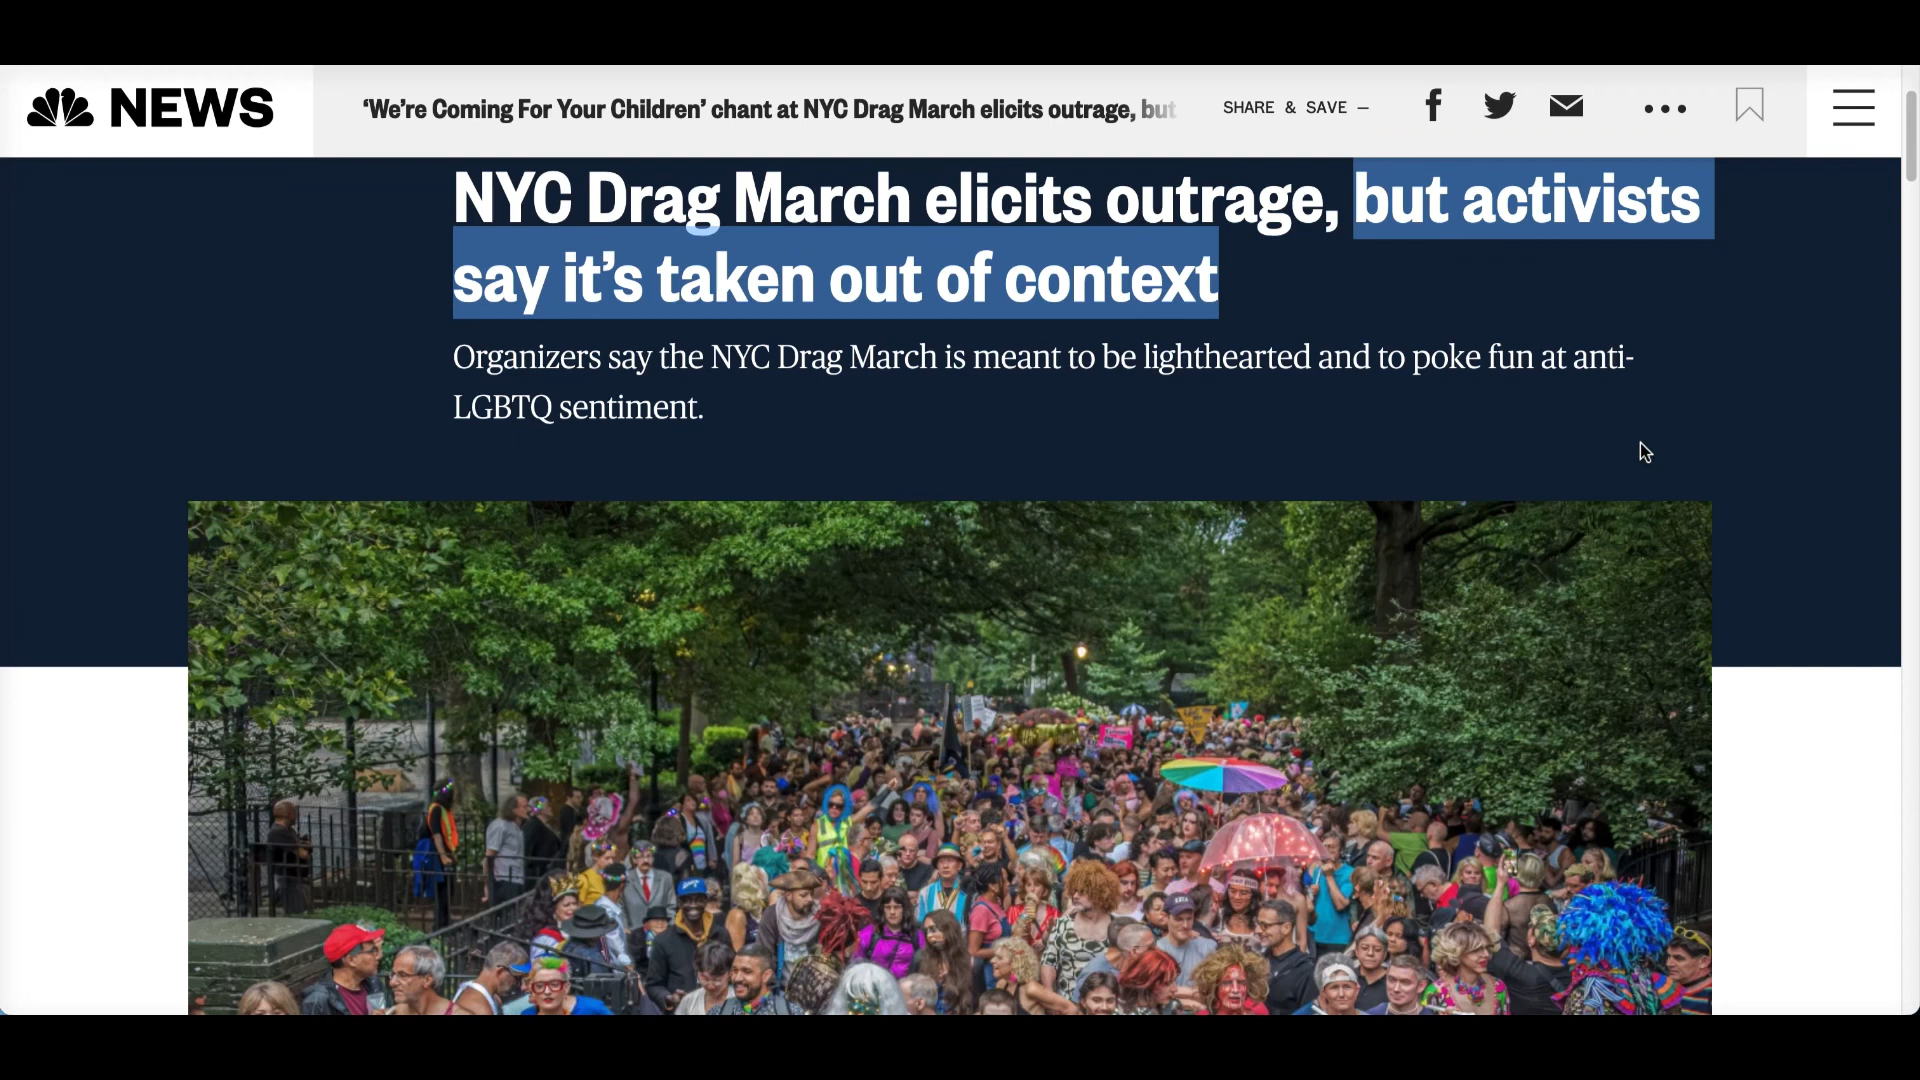 NEWS
‘We’re Coming For Your Children’ chant at NYC Drag March elicits outrage, but
SHARE & SAVE —
NYC Drag March elicits outrage, but activists
say it’s taken out of context
Organizers say the NYC Drag March is meant to be lighthearted and to poke fun at anti-
LGBTQ sentiment.